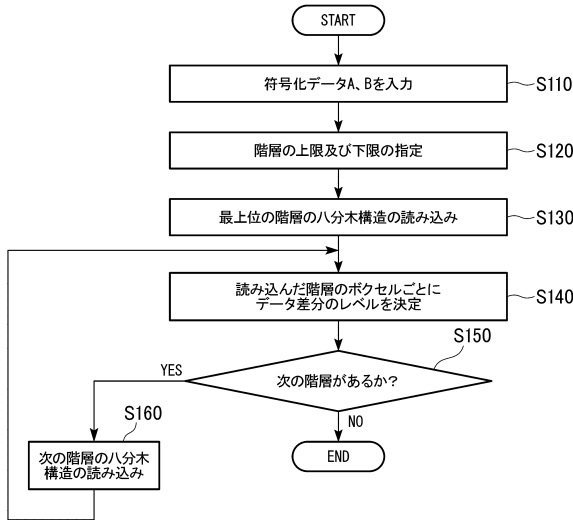 START
符号化データA、Bを入力
S110
階層の上限及び下限の指定
S120
最上位の階層の八分木構造の読み込み
S130
読み込んだ階層のボクセルごとに
データ差分のレベルを決定
S140
S150
次の階層があるか?
YES
NO
S160
次の階層の八分木
構造の読み込み
END